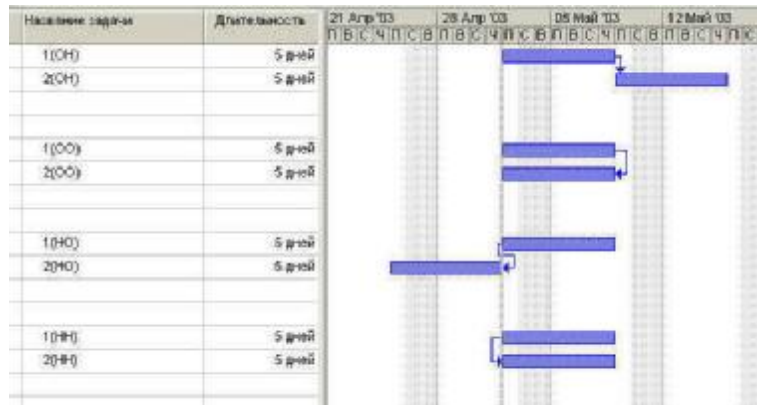 Название задачи Длительность 21 Апр '03 28 Апр '03 05 Май '03 12 Май '03
П В С Ч П С В П В С Ч П С В П В С Ч П С В П В С Ч П С
1(ОН) 5 дней
2(ОН) 5 дней
1(ОО) 5 дней
2(ОО) 5 дней
1(НО) 5 дней
2(НО) 5 дней
1(НН) 5 дней
2(НН) 5 дней